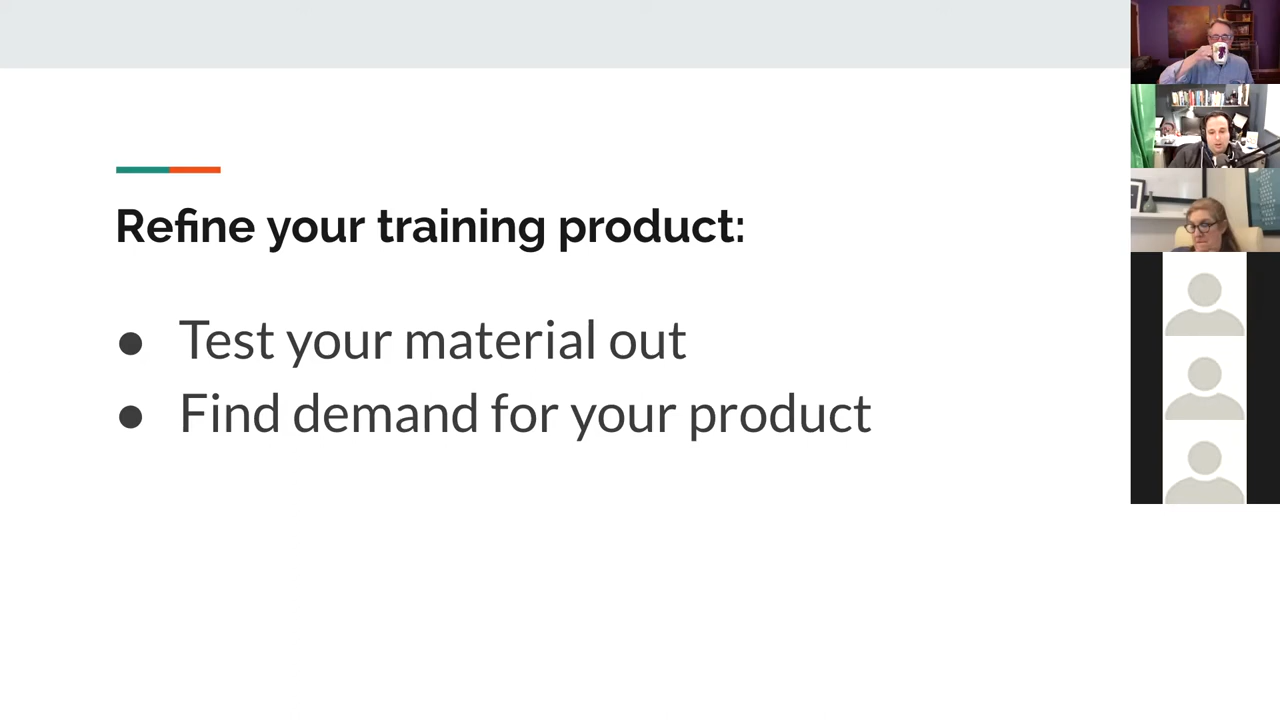 Refine your training product:
● Test your material out
● Find demand for your product